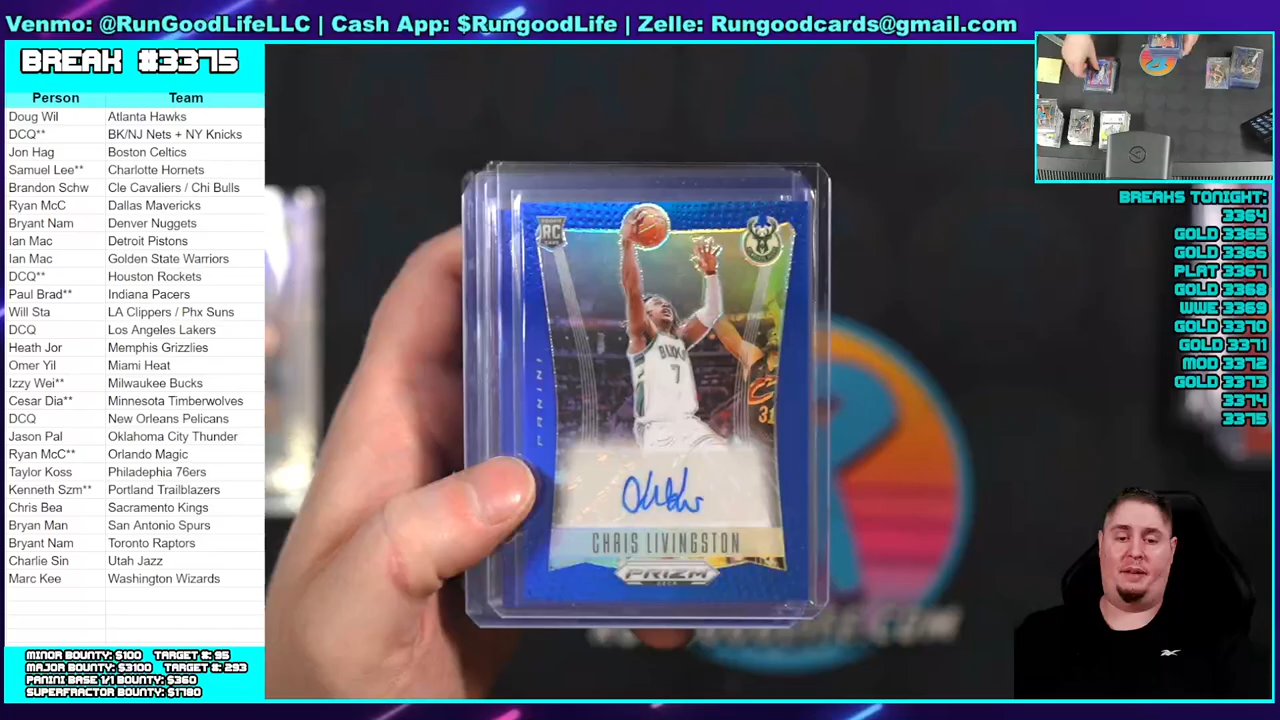 Venmo: @RunGoodLifeLLC | Cash App: $RungoodLife | Zelle: Rungoodcards@gmail.com
BREAK #3375
Person Team
Doug Wil Atlanta Hawks
DCQ** BK/NJ Nets + NY Knicks
Jon Hag Boston Celtics
Samuel Lee** Charlotte Hornets
Brandon Schw Cle Cavaliers / Chi Bulls
Ryan McC Dallas Mavericks
Bryant Nam Denver Nuggets
Ian Mac Detroit Pistons
Ian Mac Golden State Warriors
DCQ** Houston Rockets
Paul Brad** Indiana Pacers
Will Sta LA Clippers / Phx Suns
DCQ Los Angeles Lakers
Heath Jor Memphis Grizzlies
Omer Yil Miami Heat
Izzy Wei** Milwaukee Bucks
Cesar Dia** Minnesota Timberwolves
DCQ New Orleans Pelicans
Jason Pal Oklahoma City Thunder
Ryan McC** Orlando Magic
Taylor Koss Philadephia 76ers
Kenneth Szm** Portland Trailblazers
Chris Bea Sacramento Kings
Bryan Man San Antonio Spurs
Bryant Nam Toronto Raptors
Charlie Sin Utah Jazz
Marc Kee Washington Wizards
MINOR BOUNTY: $100 TARGET #: 95
MAJOR BOUNTY: $3100 TARGET #: 293
PANINI BASE 1/1 BOUNTY: $360
SUPERFRACTOR BOUNTY: $1780
RC
PANINI
BUCKS
7
31
CHRIS LIVINGSTON
PRIZM
DECA
BREAKS TONIGHT:
3364
GOLD 3365
GOLD 3366
PLAT 3367
GOLD 3368
WWE 3369
GOLD 3370
GOLD 3371
MOD 3372
GOLD 3373
3374
3375